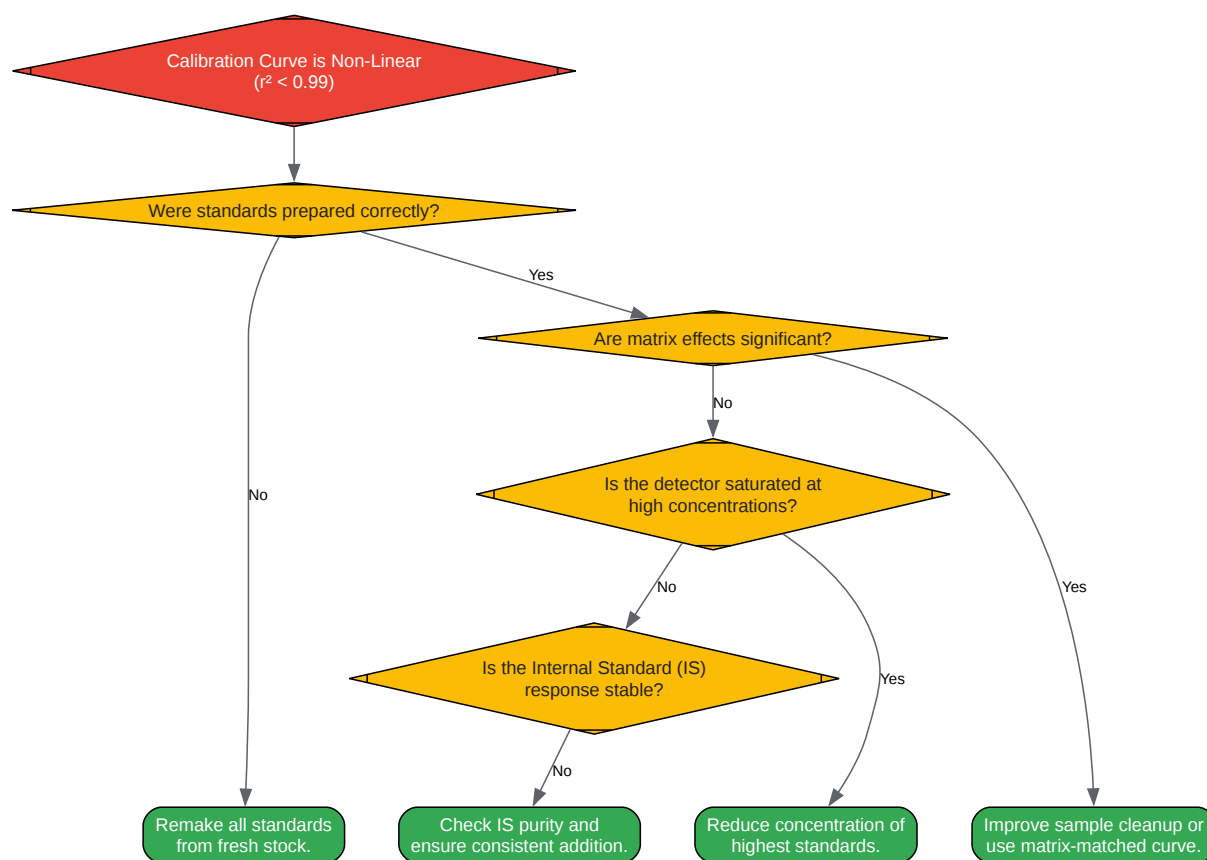 Calibration Curve is Non-Linear
(r² < 0.99)
Were standards prepared correctly?
Yes
Are matrix effects significant?
No
Is the detector saturated at
high concentrations?
No
No
Yes
Is the Internal Standard (IS)
response stable?
Yes
No
Remake all standards
from fresh stock.
Check IS purity and
ensure consistent addition.
Reduce concentration of
highest standards.
Improve sample cleanup or
use matrix-matched curve.